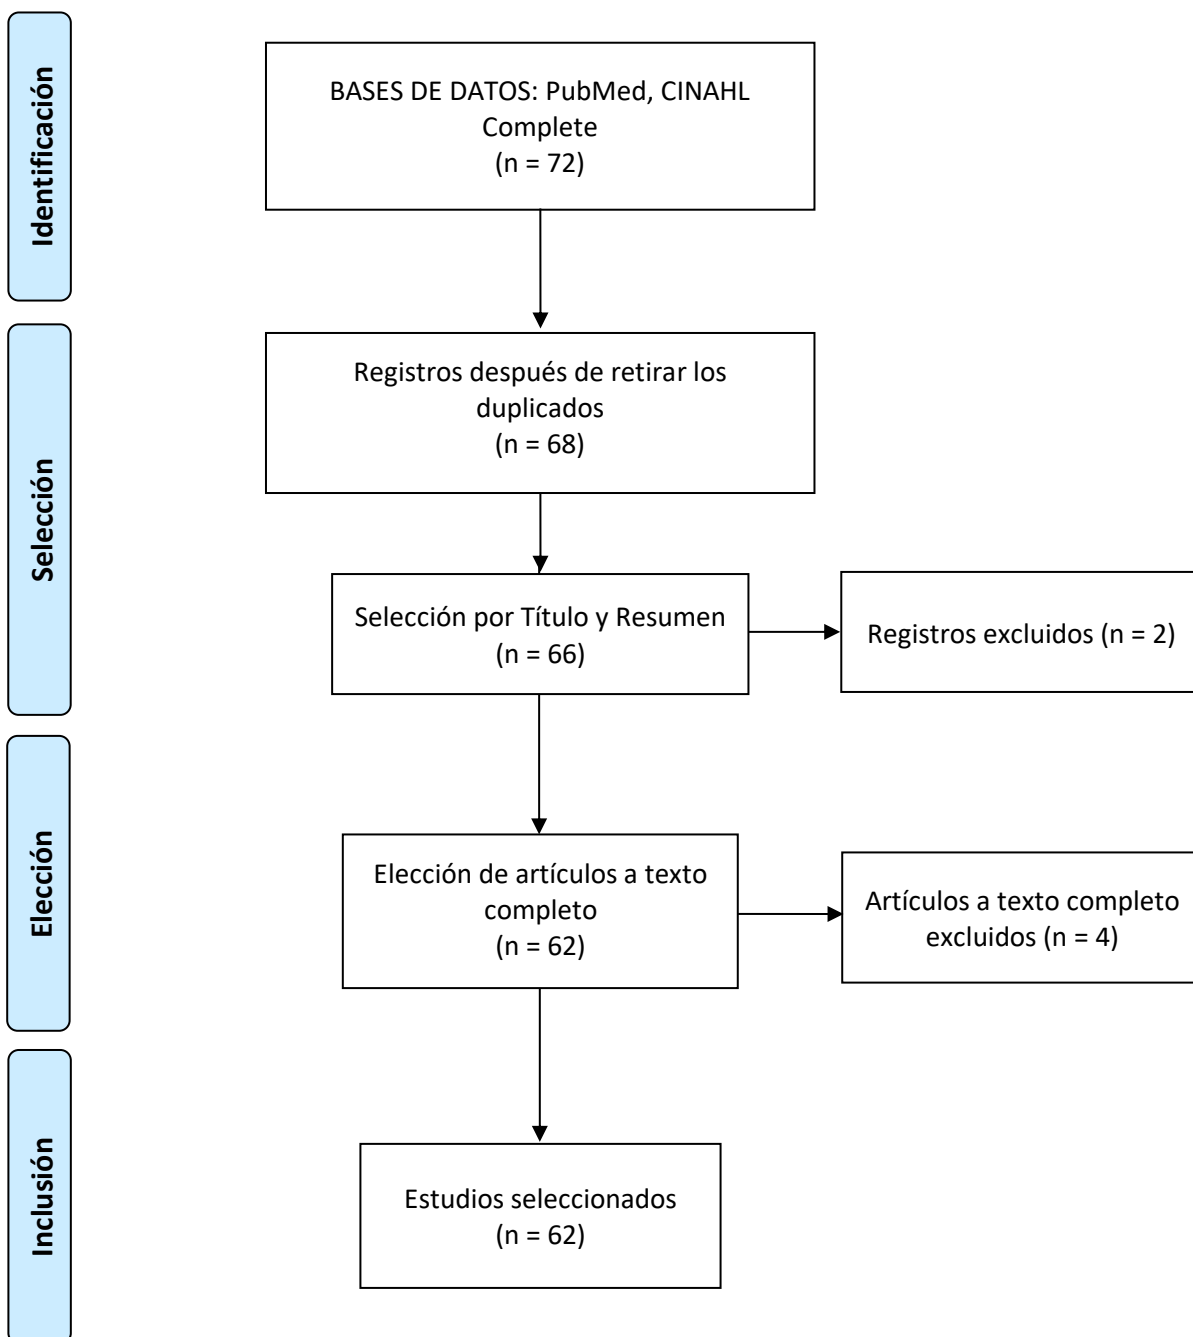 Identificación
BASES DE DATOS: PubMed, CINAHL
Complete
(n = 72)
Selección
Registros después de retirar los
duplicados
(n = 68)
Selección por Título y Resumen
(n = 66)
Registros excluidos (n = 2)
Elección
Elección de artículos a texto
completo
(n = 62)
Artículos a texto completo
excluidos (n = 4)
Inclusión
Estudios seleccionados
(n = 62)